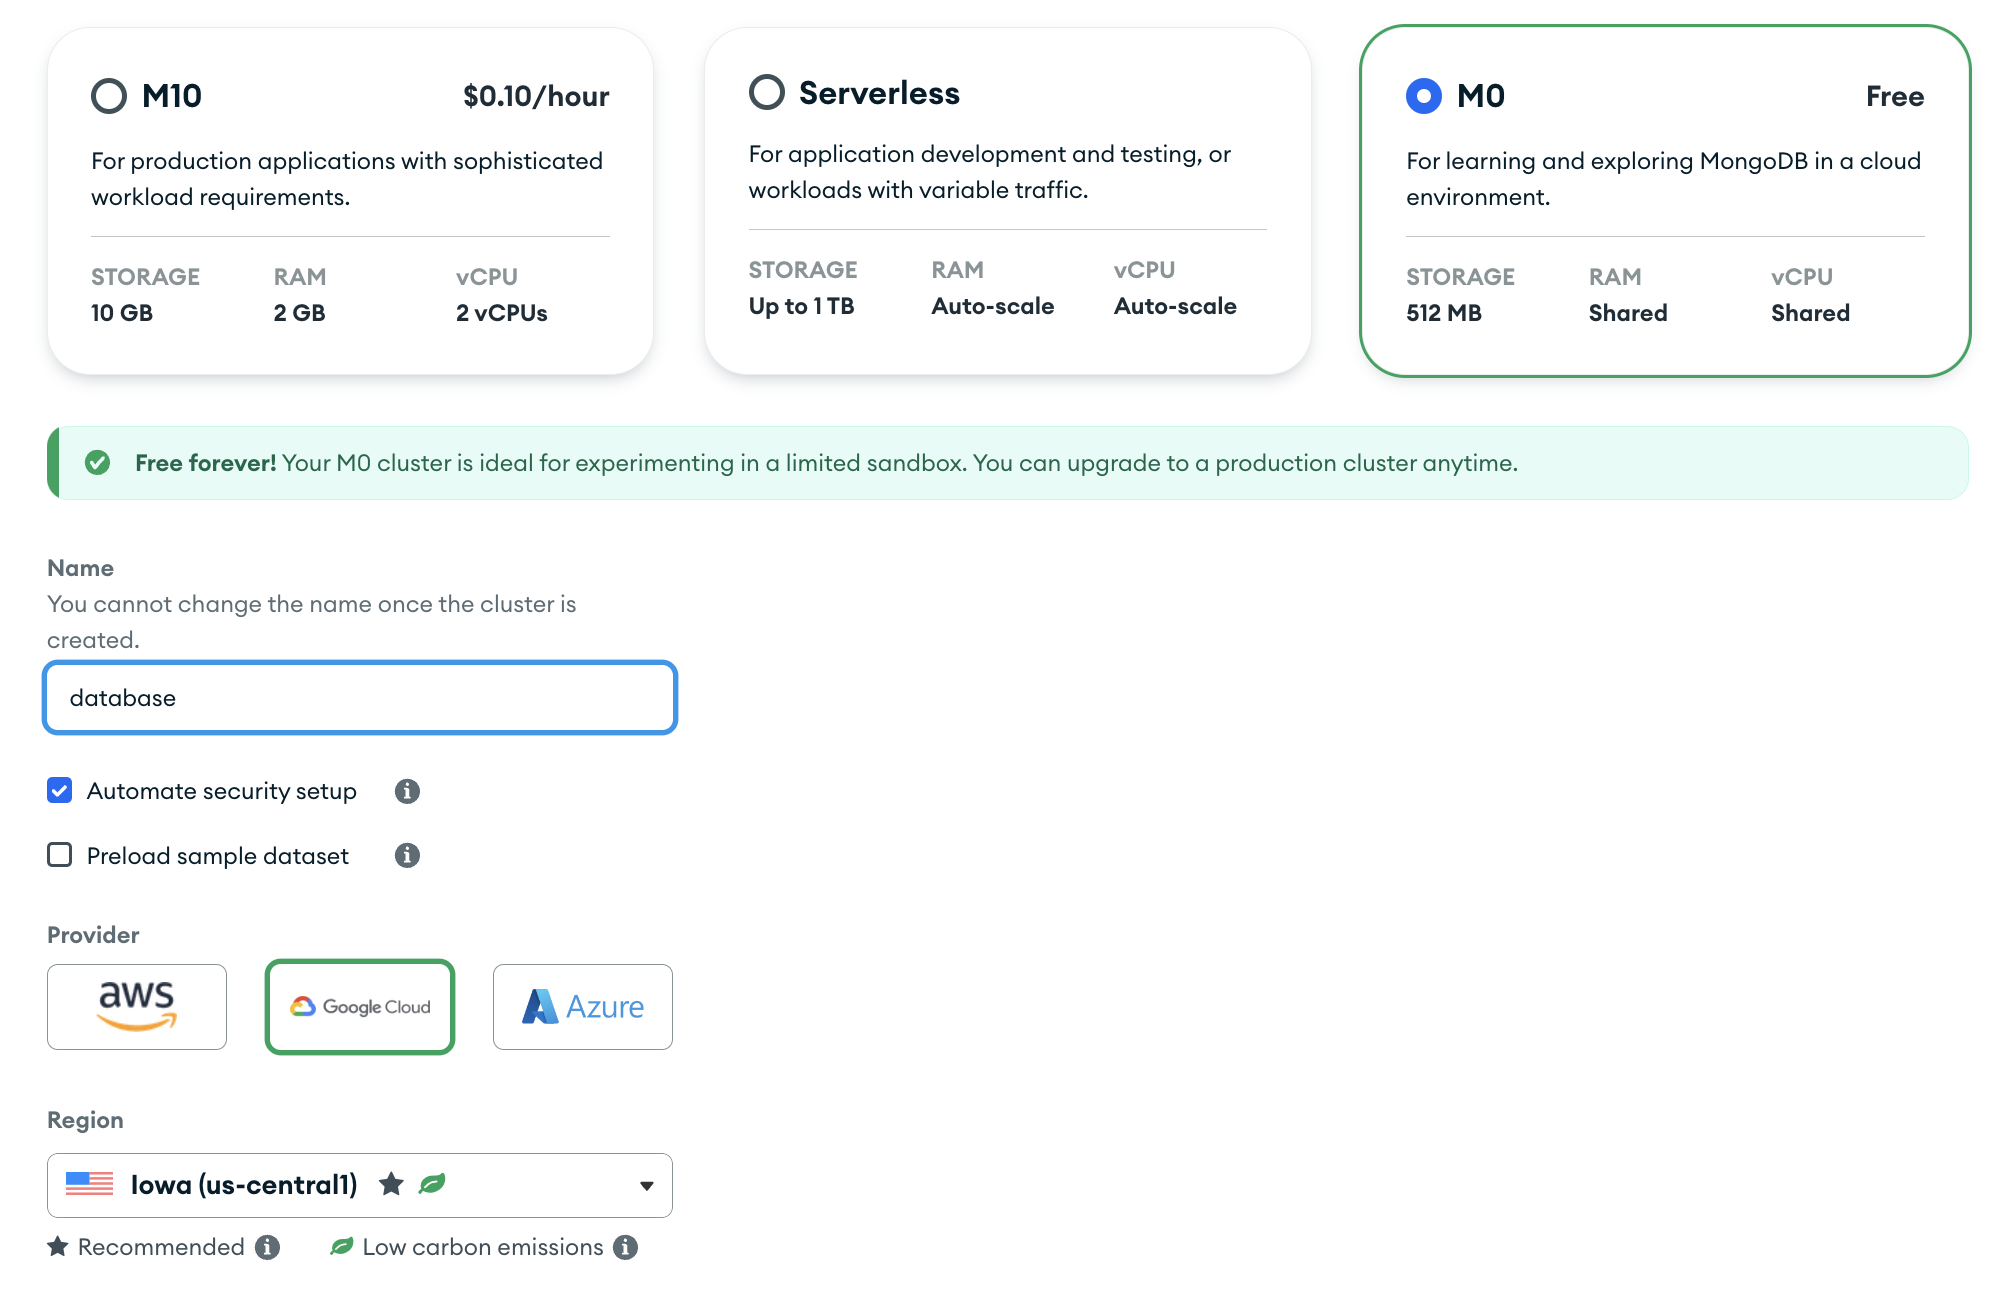 M10
$0.10/hour
For production applications with sophisticated
workload requirements.
STORAGE
RAM
vCPU
10 GB
2 GB
2 vCPUs
Serverless
For application development and testing, or
workloads with variable traffic.
STORAGE
RAM
vCPU
Up to 1 TB
Auto-scale
Auto-scale
M0
Free
For learning and exploring MongoDB in a cloud
environment.
STORAGE
RAM
vCPU
512 MB
Shared
Shared
Free forever! Your M0 cluster is ideal for experimenting in a limited sandbox. You can upgrade to a production cluster anytime.
Name
You cannot change the name once the cluster is
created.
database
Automate security setup
Preload sample dataset
Provider
aws
Google Cloud
Azure
Region
Iowa (us-central1)
Recommended
Low carbon emissions